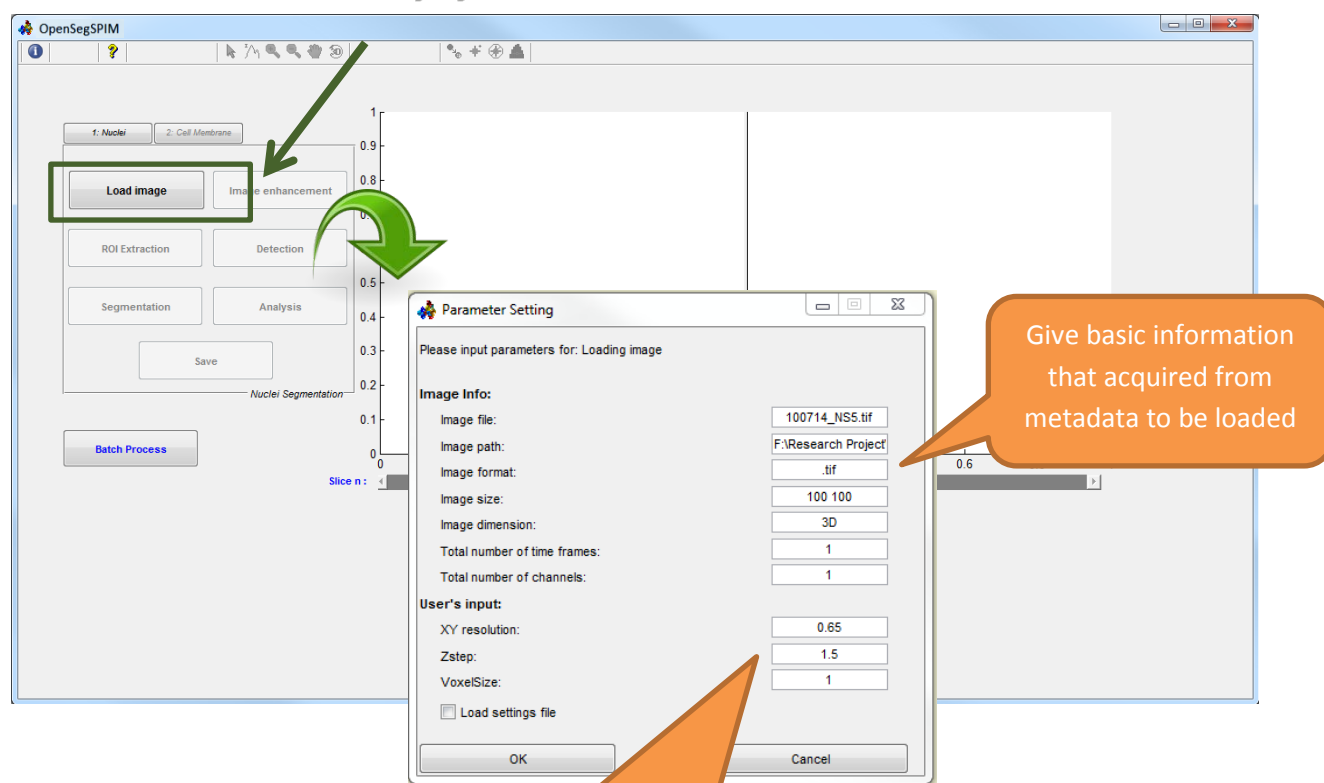 OpenSegSPIM
1: Nuclei
2: Cell Membrane
Load image
Image enhancement
ROI Extraction
Detection
Segmentation
Analysis
Save
Nuclei Segmentation
Batch Process
1
0.9
0.8
0.5
0.4
0.3
0.2
0.1
0
0
0.6
Slice n :
Parameter Setting
Please input parameters for: Loading image
Image Info:
Image file: 100714_NS5.tif
Image path: F:\Research Project\
Image format: .tif
Image size: 100 100
Image dimension: 3D
Total number of time frames: 1
Total number of channels: 1
User's input:
XY resolution: 0.65
Zstep: 1.5
VoxelSize: 1
Load settings file
OK
Cancel
Give basic information
that acquired from
metadata to be loaded